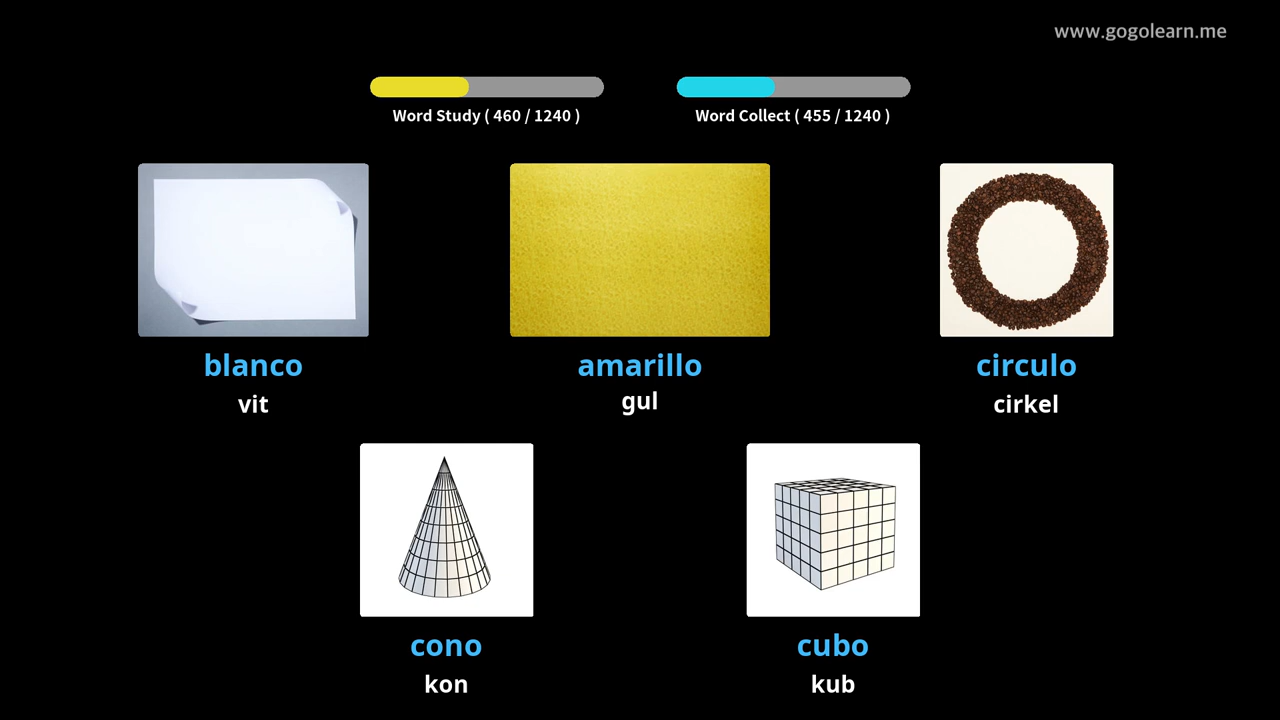 www.gogolearn.me
Word Study ( 460 / 1240 )
Word Collect ( 455 / 1240 )
blanco
vit
amarillo
gul
circulo
cirkel
cono
kon
cubo
kub